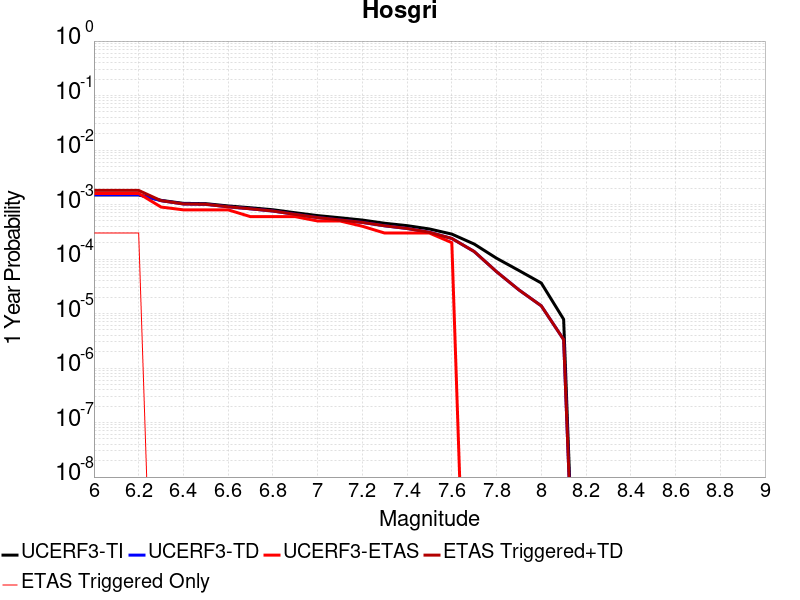 Hosgri
10^0
10^-1
10^-2
10^-3
10^-4
10^-5
10^-6
10^-7
10^-8
1 Year Probability
6 6.2 6.4 6.6 6.8 7 7.2 7.4 7.6 7.8 8 8.2 8.4 8.6 8.8 9
Magnitude
UCERF3-TI UCERF3-TD UCERF3-ETAS ETAS Triggered+TD
ETAS Triggered Only